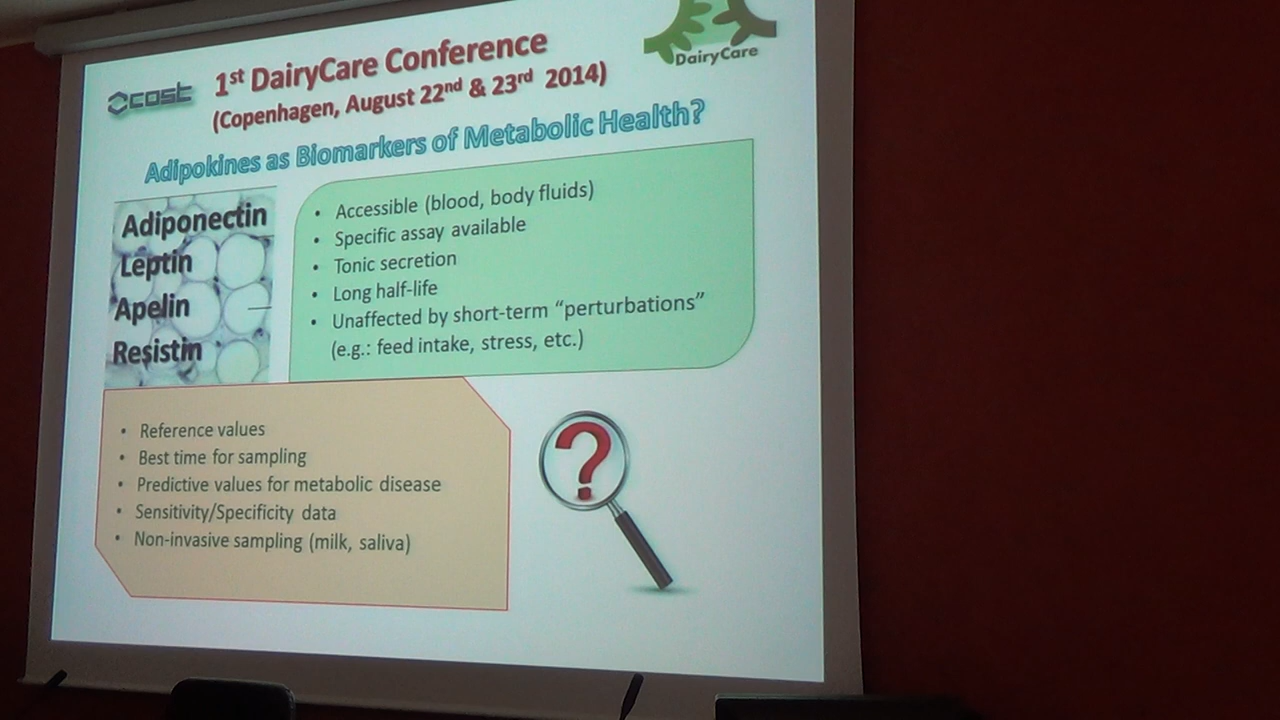 cost
1st DairyCare Conference
(Copenhagen, August 22nd & 23rd 2014)
DairyCare
Adipokines as Biomarkers of Metabolic Health?
Adiponectin
Leptin
Apelin
Resistin
• Accessible (blood, body fluids)
• Specific assay available
• Tonic secretion
• Long half-life
• Unaffected by short-term “perturbations”
(e.g.: feed intake, stress, etc.)
• Reference values
• Best time for sampling
• Predictive values for metabolic disease
• Sensitivity/Specificity data
• Non-invasive sampling (milk, saliva)
?